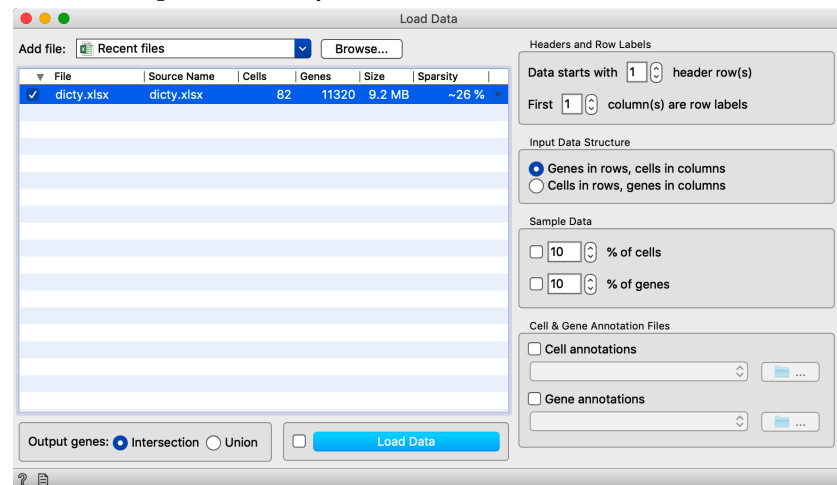 Load Data
Add file: Recent files Browse...
File Source Name Cells Genes Size Sparsity
dicty.xlsx dicty.xlsx 82 11320 9.2 MB ~26 % ×
Output genes: Intersection Union Load Data
Headers and Row Labels
Data starts with 1 header row(s)
First 1 column(s) are row labels
Input Data Structure
Genes in rows, cells in columns
Cells in rows, genes in columns
Sample Data
10 % of cells
10 % of genes
Cell & Gene Annotation Files
Cell annotations
...
Gene annotations
...
?